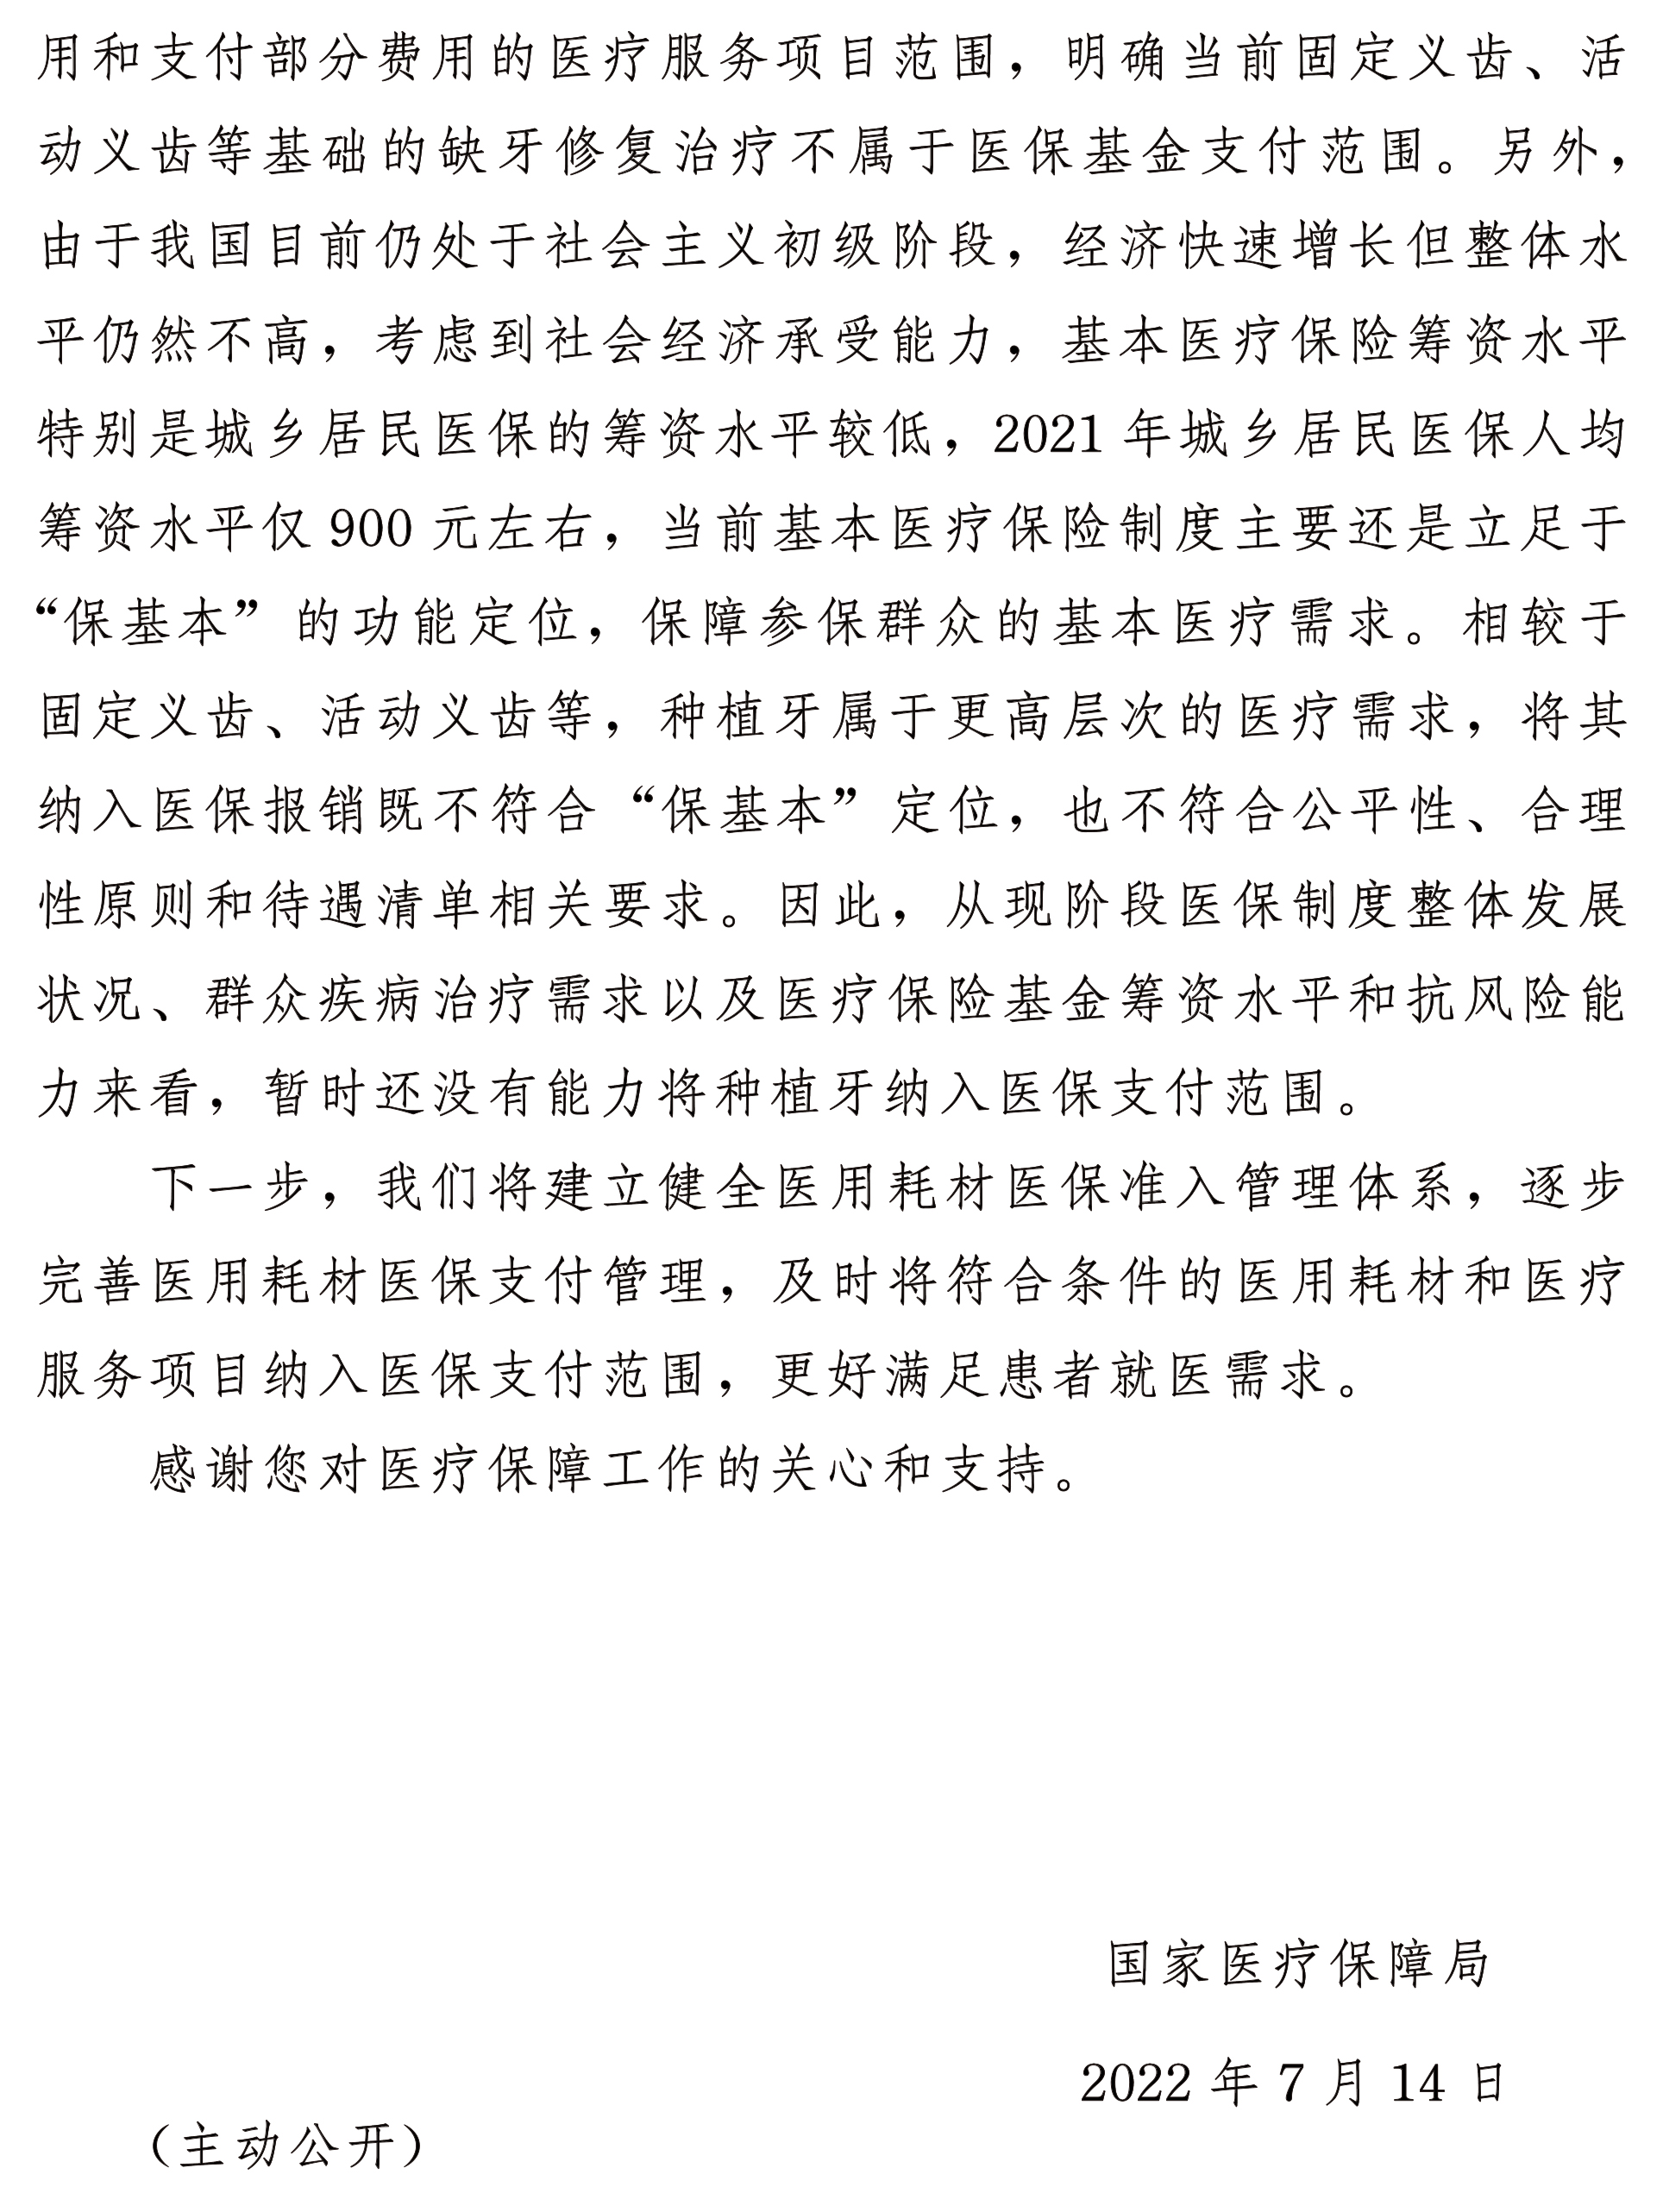 用和支付部分费用的医疗服务项目范围，明确当前固定义齿、活
动义齿等基础的缺牙修复治疗不属于医保基金支付范围。另外，
由于我国目前仍处于社会主义初级阶段，经济快速增长但整体水
平仍然不高，考虑到社会经济承受能力，基本医疗保险筹资水平
特别是城乡居民医保的筹资水平较低，2021 年城乡居民医保人均
筹资水平仅 900 元左右，当前基本医疗保险制度主要还是立足于
“保基本”的功能定位，保障参保群众的基本医疗需求。相较于
固定义齿、活动义齿等，种植牙属于更高层次的医疗需求，将其
纳入医保报销既不符合“保基本”定位，也不符合公平性、合理
性原则和待遇清单相关要求。因此，从现阶段医保制度整体发展
状况、群众疾病治疗需求以及医疗保险基金筹资水平和抗风险能
力来看，暂时还没有能力将种植牙纳入医保支付范围。
下一步，我们将建立健全医用耗材医保准入管理体系，逐步
完善医用耗材医保支付管理，及时将符合条件的医用耗材和医疗
服务项目纳入医保支付范围，更好满足患者就医需求。
感谢您对医疗保障工作的关心和支持。
国家医疗保障局
2022 年 7 月 14 日
（主动公开）